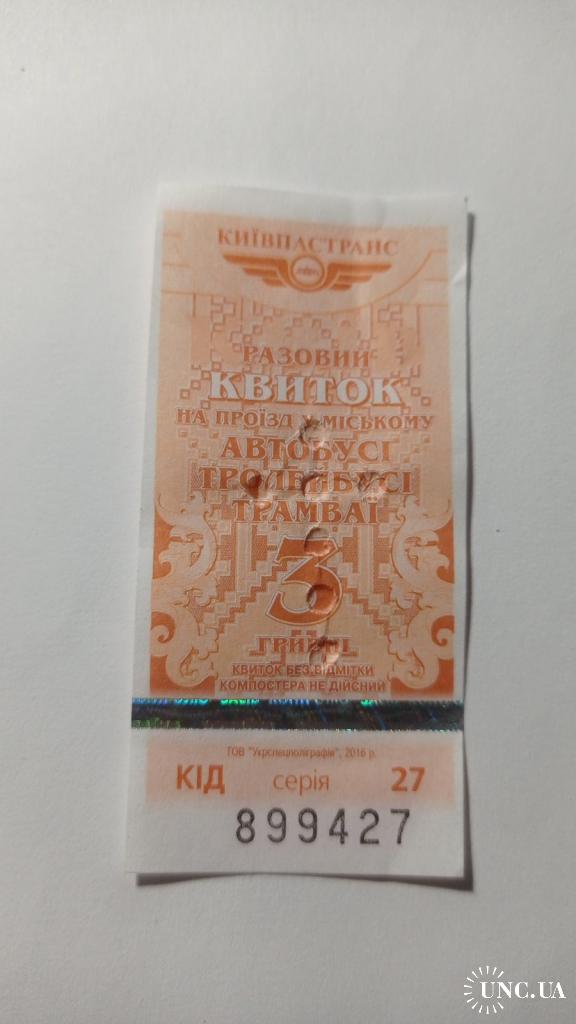 КИЇВПАСТРАНС
РАЗОВИЙ
КВИТОК
НА ПРОЇЗД У МІСЬКОМУ
АВТОБУСІ
ТРОЛЕЙБУСІ
ТРАМВАЇ
3
ГРИВНІ
КВИТОК БЕЗ ВІДМІТКИ
КОМПОСТЕРА НЕ ДІЙСНИЙ
ТОВ "Укрспецполіграфія", 2016 р.
КІД серія 27
899427
UNC.UA